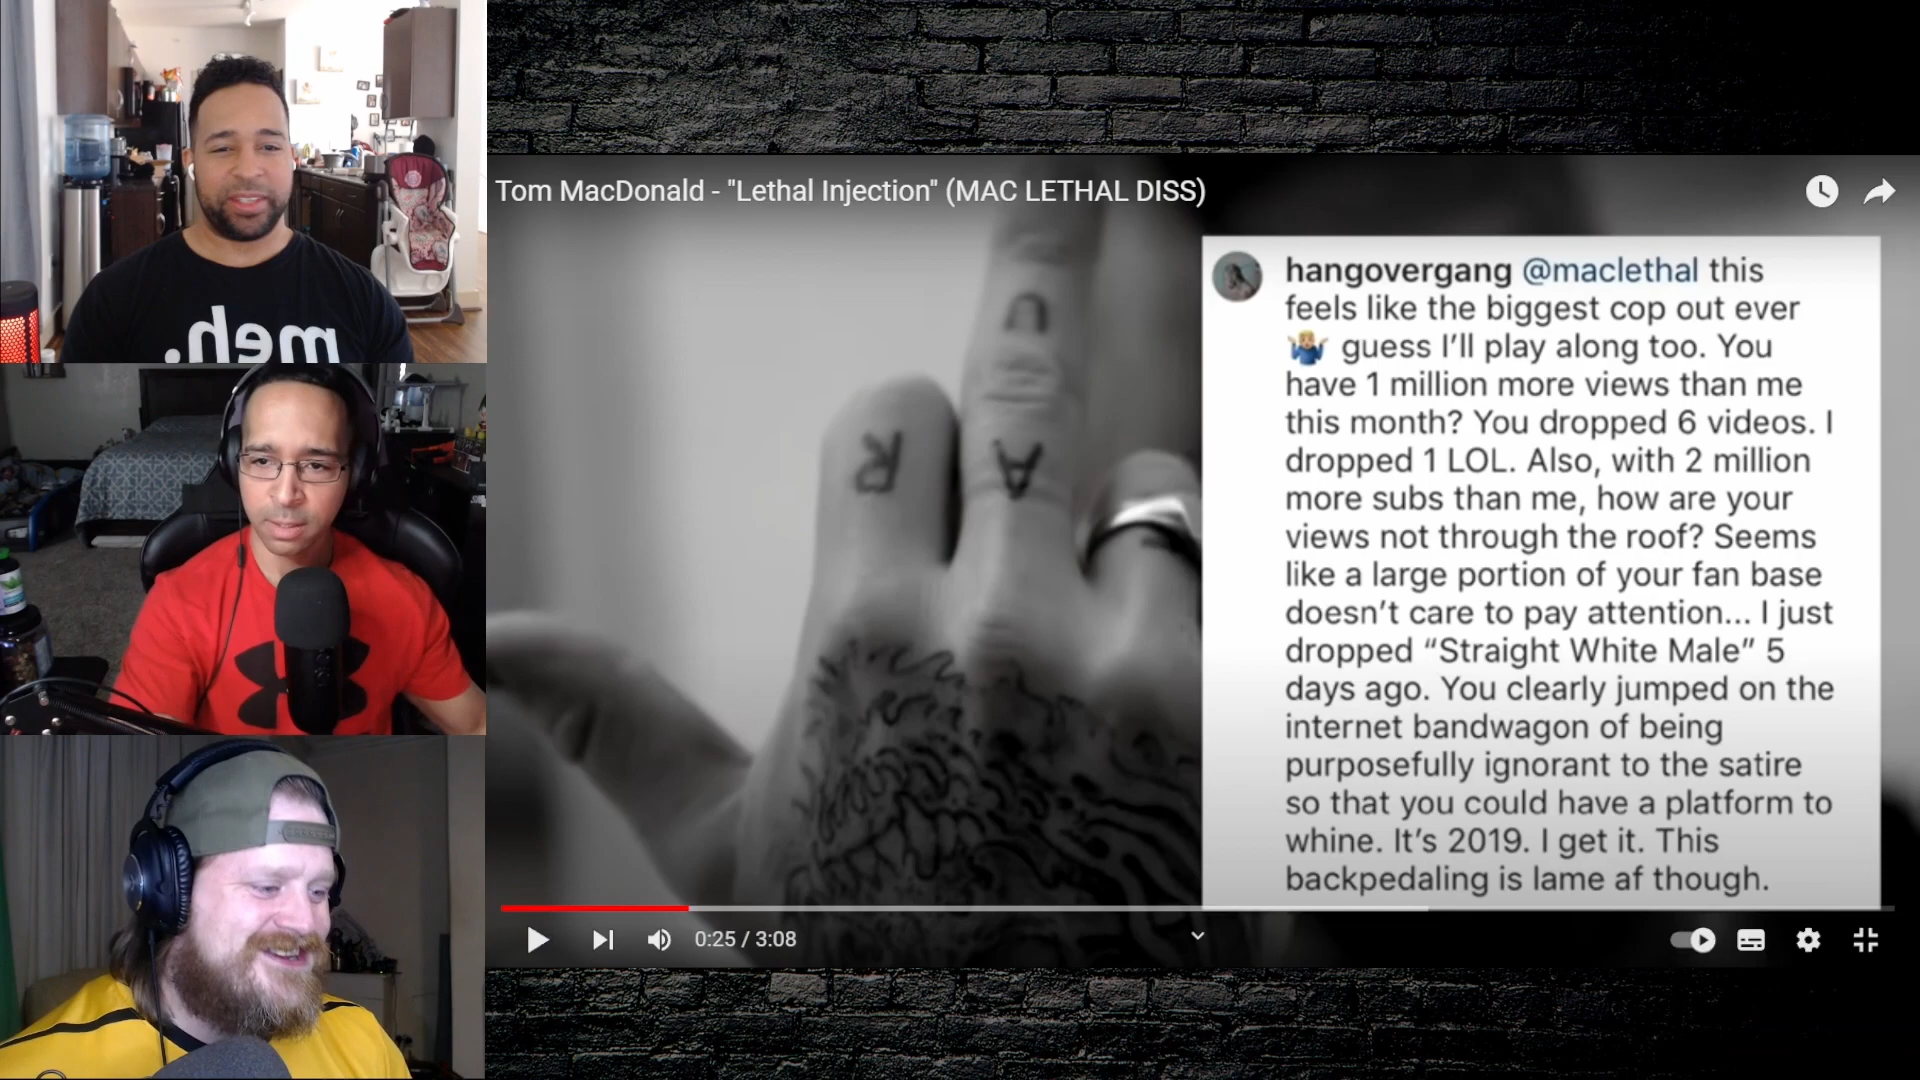 meh.
Tom MacDonald - "Lethal Injection" (MAC LETHAL DISS)
R
A
U
hangovergang @maclethal this
feels like the biggest cop out ever
🤷🏼‍♂️ guess I'll play along too. You
have 1 million more views than me
this month? You dropped 6 videos. I
dropped 1 LOL. Also, with 2 million
more subs than me, how are your
views not through the roof? Seems
like a large portion of your fan base
doesn't care to pay attention... I just
dropped “Straight White Male” 5
days ago. You clearly jumped on the
internet bandwagon of being
purposefully ignorant to the satire
so that you could have a platform to
whine. It's 2019. I get it. This
backpedaling is lame af though.
0:25 / 3:08